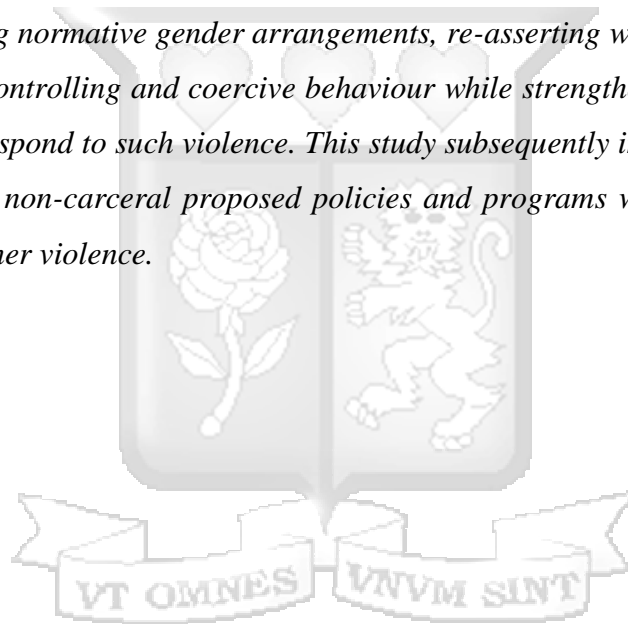 g normative gender arrangements, re-asserting w
ontrolling and coercive behaviour while strength
spond to such violence. This study subsequently i
non-carceral proposed policies and programs w
er violence.
VT OMNES VNVM SINT